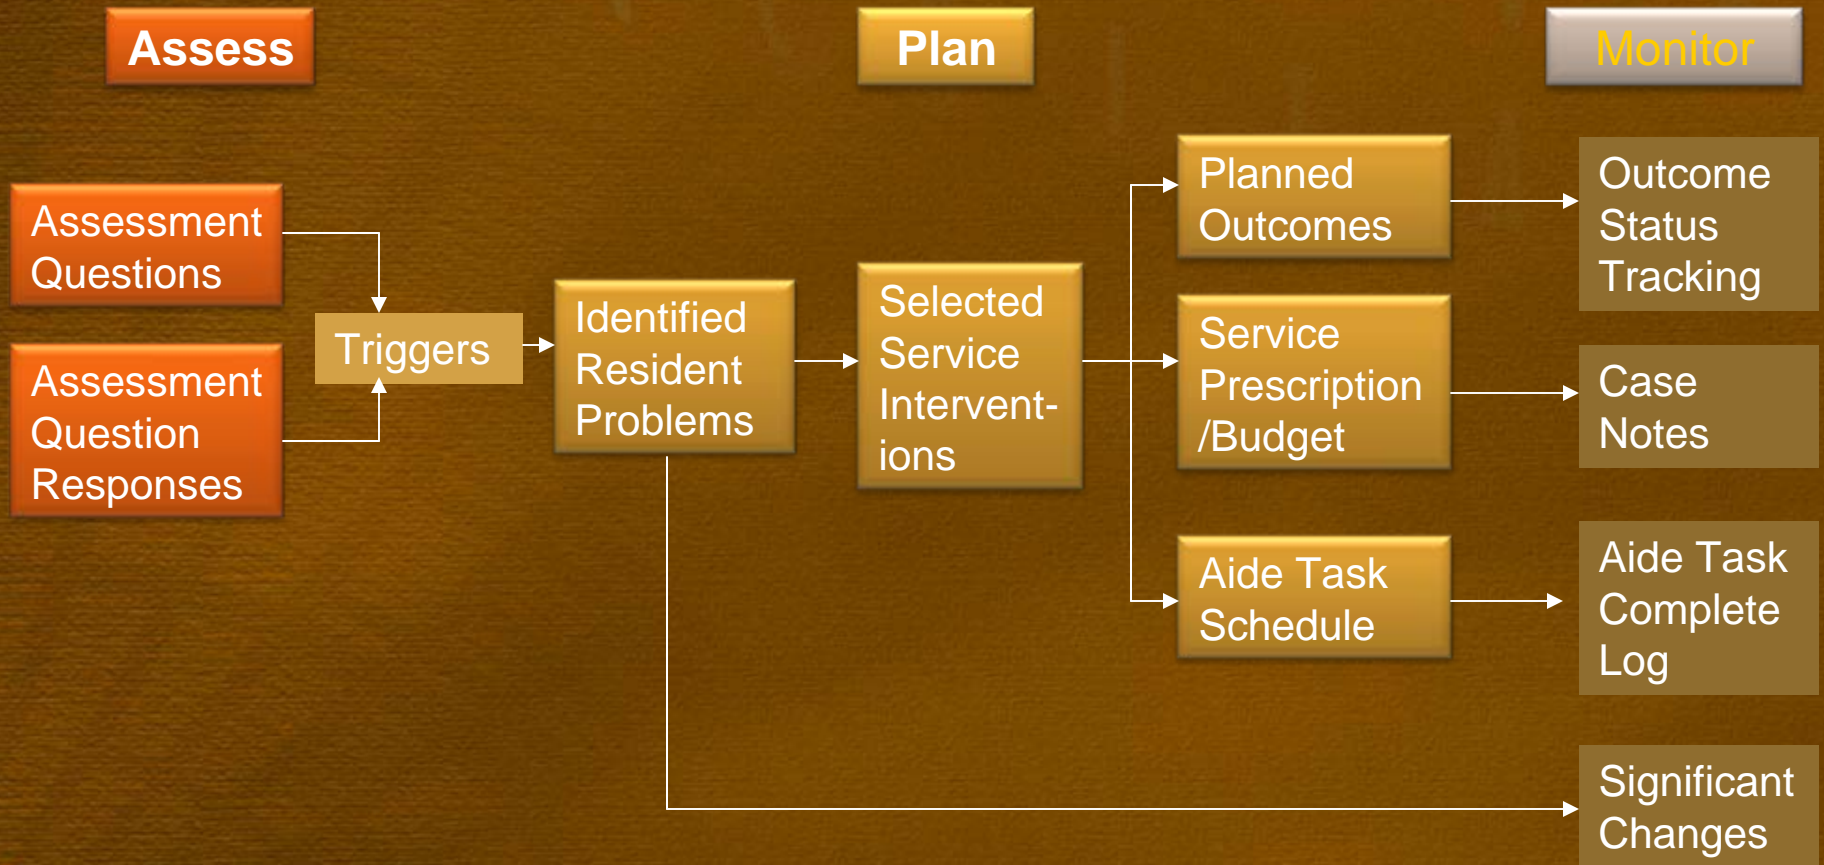 Assess
Plan
Monitor
Assessment
Questions
Assessment
Question
Responses
Triggers
Identified
Resident
Problems
Selected
Service
Intervent-
ions
Planned
Outcomes
Service
Prescription
/Budget
Aide Task
Schedule
Outcome
Status
Tracking
Case
Notes
Aide Task
Complete
Log
Significant
Changes